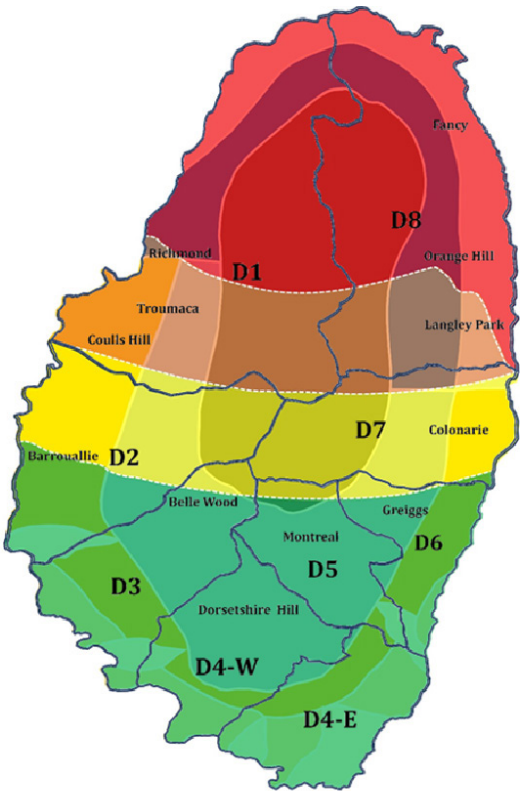 Fancy
D8
Richmond
Orange Hill
D1
Troumaca
Langley Park
Coulls Hill
D7
Colonarie
Barrouallie
D2
Belle Wood
Greiggs
Montreal
D6
D5
D3
Dorsetshire Hill
D4-W
D4-E